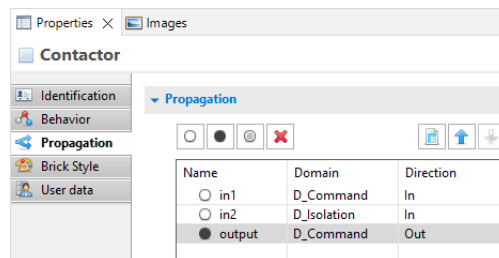 Properties Images
Contactor
Identification
Behavior
Propagation
Brick Style
User data
Propagation
Name Domain Direction
in1 D_Command In
in2 D_Isolation In
output D_Command Out